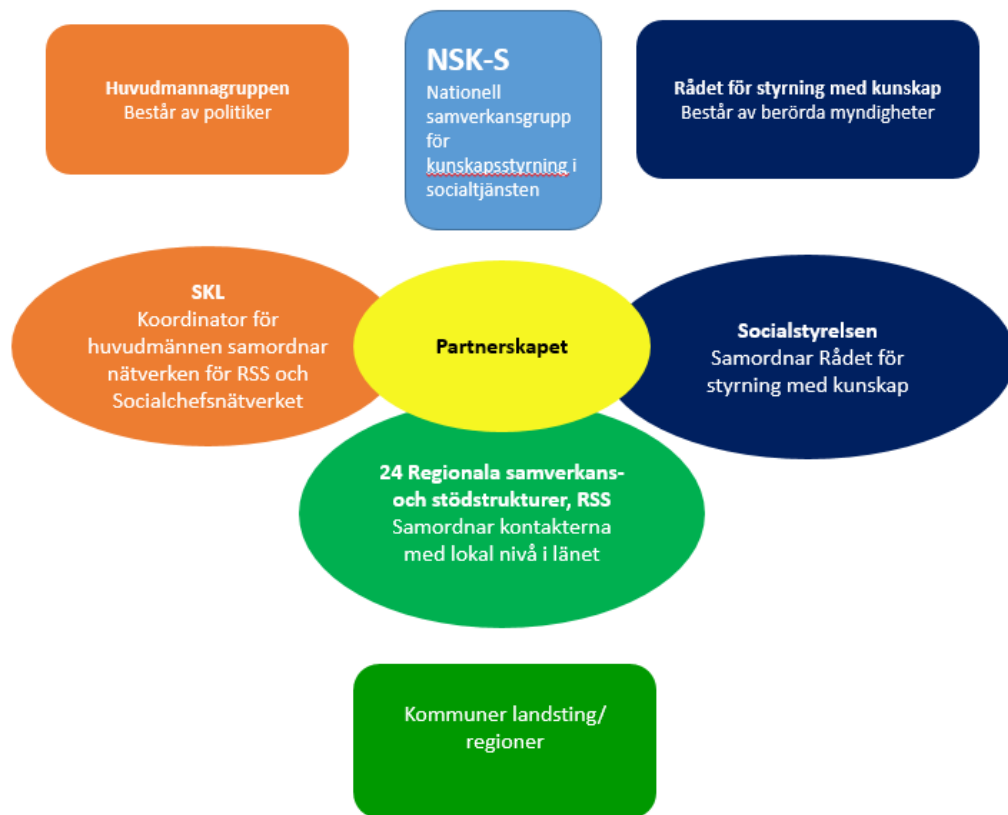 Huvudmannagruppen
Består av politiker
NSK-S
Nationell
samverkansgrupp
för
kunskapsstyrning i
socialtjänsten
Rådet för styrning med kunskap
Består av berörda myndigheter
SKL
Koordinator för
huvudmännen samordnar
nätverken för RSS och
Socialchefsnätverket
Partnerskapet
Socialstyrelsen
Samordnar Rådet för
styrning med kunskap
24 Regionala samverkans-
och stödstrukturer, RSS
Samordnar kontakterna
med lokal nivå i länet
Kommuner landsting/
regioner